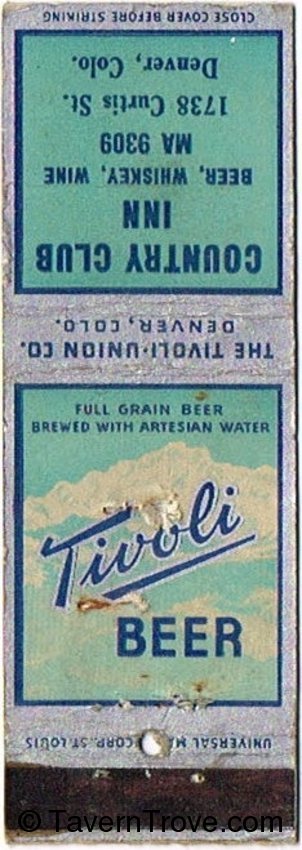 CLOSE COVER BEFORE STRIKING
COUNTRY CLUB
INN
BEER, WHISKEY, WINE
MA 9309
1738 Curtis St.
Denver, Colo.
THE TIVOLI-UNION CO.
DENVER, COLO.
FULL GRAIN BEER
BREWED WITH ARTESIAN WATER
Tivoli
BEER
UNIVERSAL CORP. ST. LOUIS
© TavernTrove.com